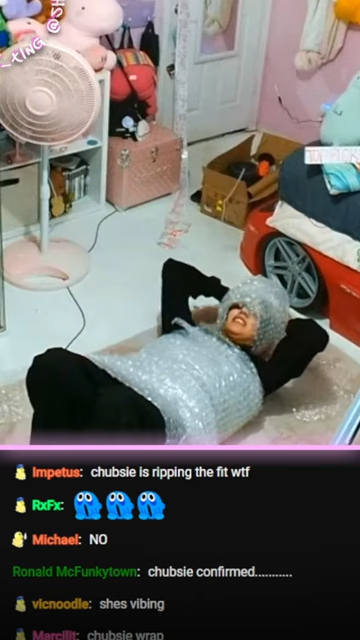 Impetus: chubsie is ripping the fit wtf
RxFx:
Michael: NO
Ronald McFunkytown: chubsie confirmed...........
vicnoodle: shes vibing
Marcilit: chubsie wrap